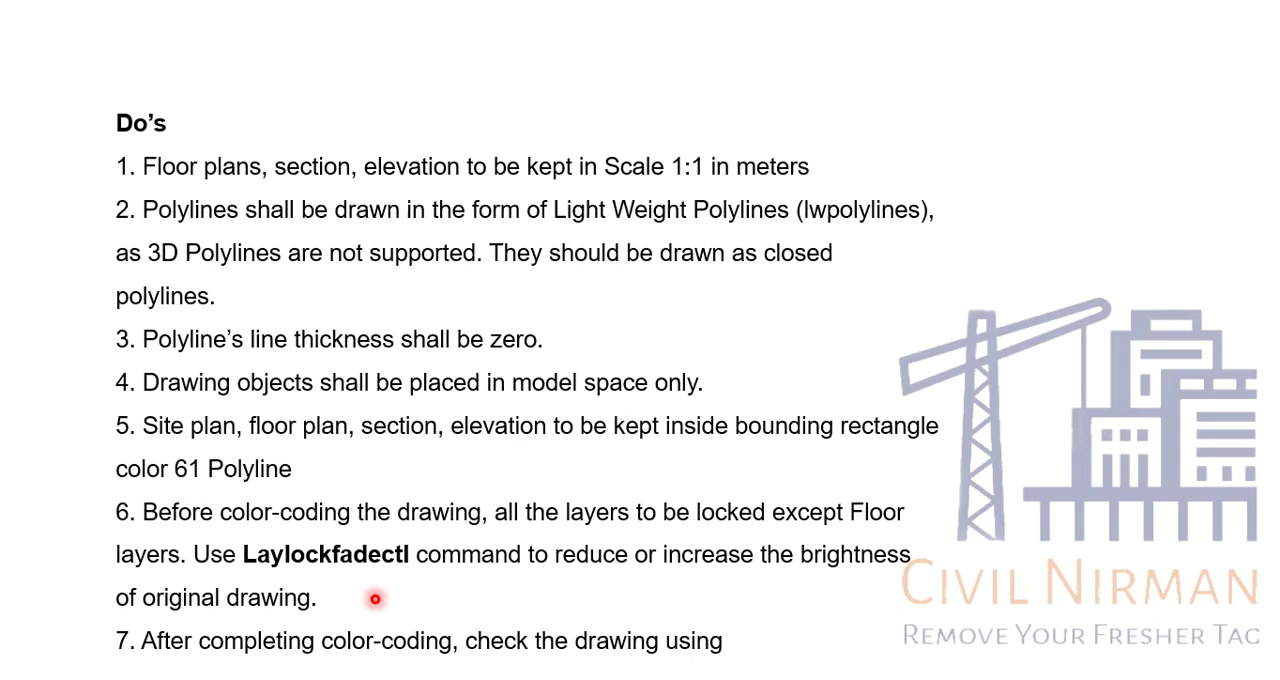 Do’s
1. Floor plans, section, elevation to be kept in Scale 1:1 in meters
2. Polylines shall be drawn in the form of Light Weight Polylines (lwpolylines),
as 3D Polylines are not supported. They should be drawn as closed
polylines.
3. Polyline’s line thickness shall be zero.
4. Drawing objects shall be placed in model space only.
5. Site plan, floor plan, section, elevation to be kept inside bounding rectangle
color 61 Polyline
6. Before color-coding the drawing, all the layers to be locked except Floor
layers. Use Laylockfadectl command to reduce or increase the brightness
of original drawing.
7. After completing color-coding, check the drawing using
CIVIL NIRMAN
REMOVE YOUR FRESHER TAG